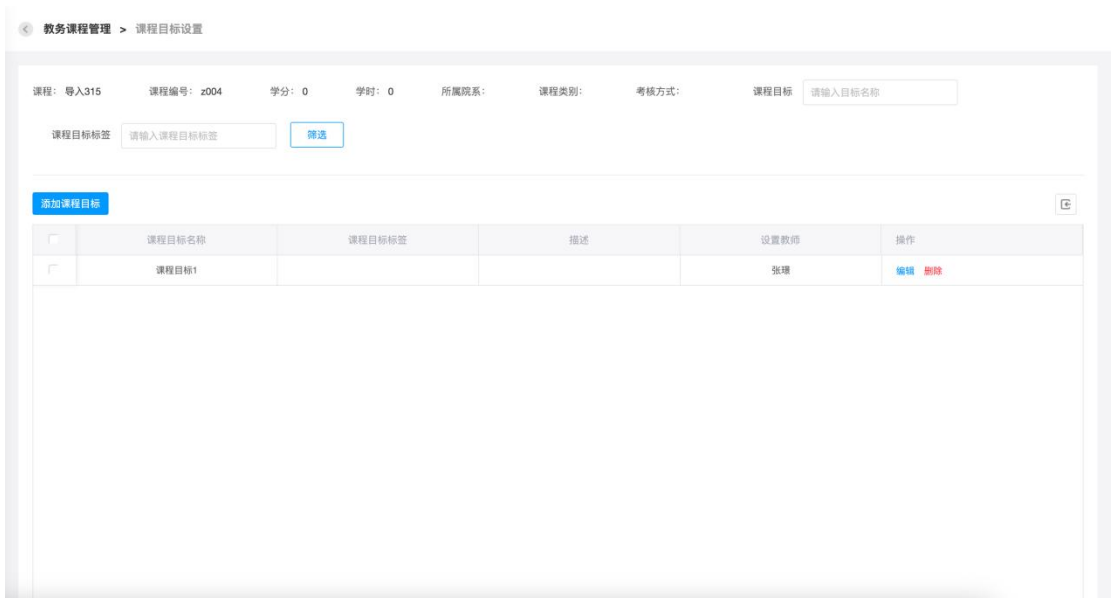 教务课程管理 > 课程目标设置
课程: 导入315 课程编号: z004 学分: 0 学时: 0 所属院系: 课程类别: 考核方式: 课程目标 请输入目标名称
课程目标标签 请输入课程目标标签 筛选
添加课程目标
课程目标名称 课程目标标签 描述 设置教师 操作
课程目标1 张璟 编辑 删除